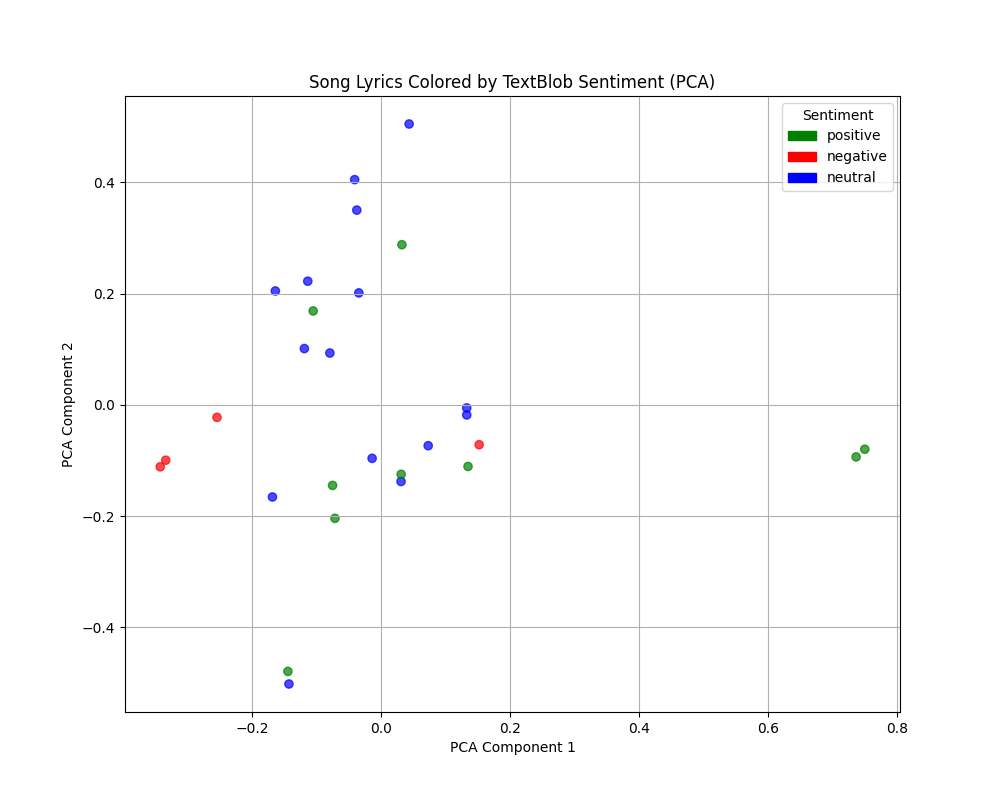 Song Lyrics Colored by TextBlob Sentiment (PCA)
Sentiment
positive
negative
neutral
PCA Component 2
0.4
0.2
0.0
−0.2
−0.4
−0.2
0.0
0.2
0.4
0.6
0.8
PCA Component 1